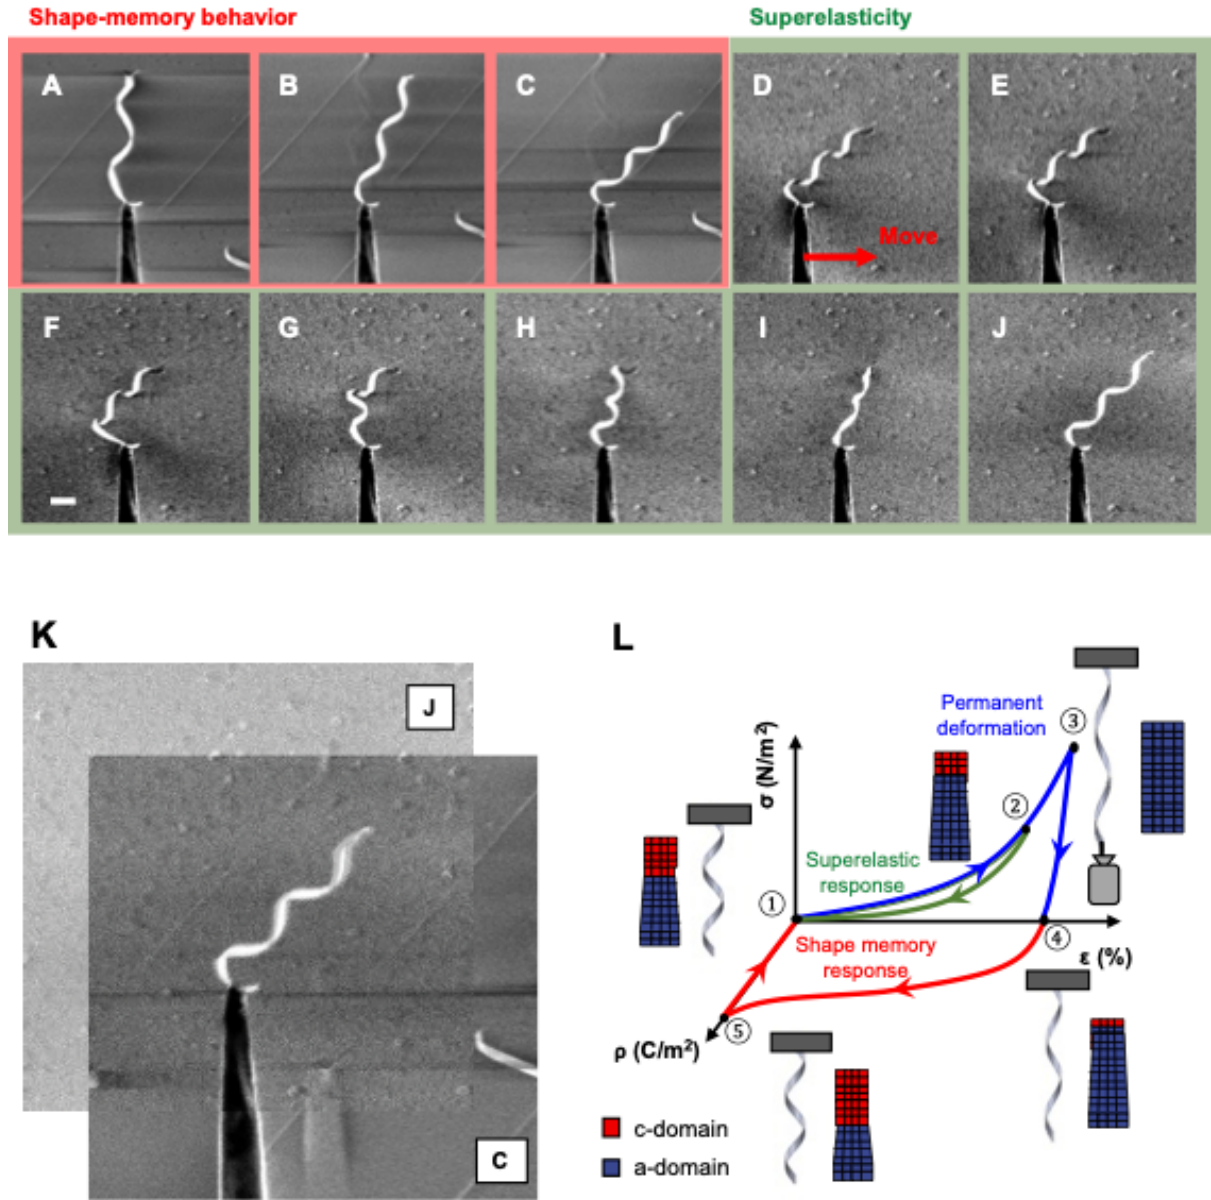 Shape-memory behavior
Superelasticity
A
B
C
D
E
Move
F
G
H
I
J
K
J
C
L
σ (N/m²)
Permanent
deformation
③
②
Superelastic
response
①
Shape memory
response
④
ε (%)
⑤
ρ (C/m²)
c-domain
a-domain